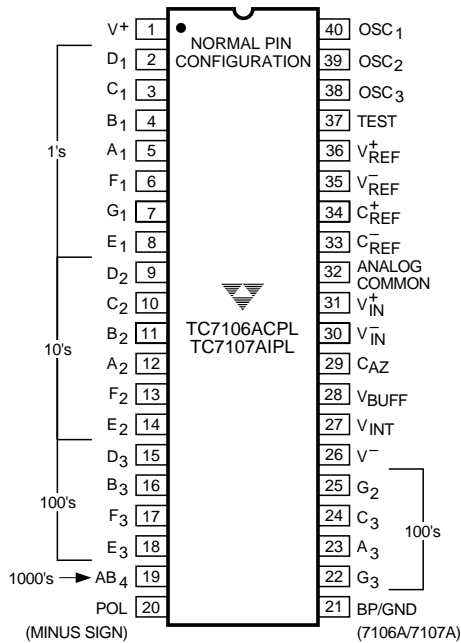 V+ 1 NORMAL PIN CONFIGURATION 40 OSC1
D1 2 39 OSC2
C1 3 38 OSC3
B1 4 37 TEST
1's A1 5 36 V+REF
F1 6 35 V−REF
G1 7 34 C+REF
E1 8 33 C−REF
D2 9 32 ANALOG COMMON
C2 10 31 V+IN
10's B2 11 TC7106ACPL 30 V−IN
A2 12 TC7107AIPL 29 CAZ
F2 13 28 VBUFF
E2 14 27 VINT
D3 15 26 V−
B3 16 25 G2
100's F3 17 24 C3 100's
E3 18 23 A3
1000's AB4 19 22 G3
POL 20 21 BP/GND
(MINUS SIGN) (7106A/7107A)